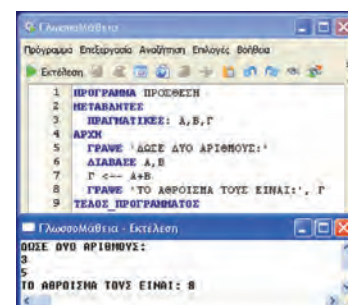 ΓλωσσοΜάθεια
Πρόγραμμα Επεξεργασία Αναζήτηση Επιλογές Βοήθεια
Εκτέλεση
1 ΠΡΟΓΡΑΜΜΑ ΠΡΟΣΘΕΣΗ
2 ΜΕΤΑΒΛΗΤΕΣ
3 ΠΡΑΓΜΑΤΙΚΕΣ: Α,Β,Γ
4 ΑΡΧΗ
5 ΓΡΑΨΕ 'ΔΩΣΕ ΔΥΟ ΑΡΙΘΜΟΥΣ:'
6 ΔΙΑΒΑΣΕ Α,Β
7 Γ <-- Α+Β
8 ΓΡΑΨΕ 'ΤΟ ΑΘΡΟΙΣΜΑ ΤΟΥΣ ΕΙΝΑΙ:', Γ
9 ΤΕΛΟΣ_ΠΡΟΓΡΑΜΜΑΤΟΣ
ΓλωσσοΜάθεια - Εκτέλεση
ΔΩΣΕ ΔΥΟ ΑΡΙΘΜΟΥΣ:
3
5
ΤΟ ΑΘΡΟΙΣΜΑ ΤΟΥΣ ΕΙΝΑΙ: 8